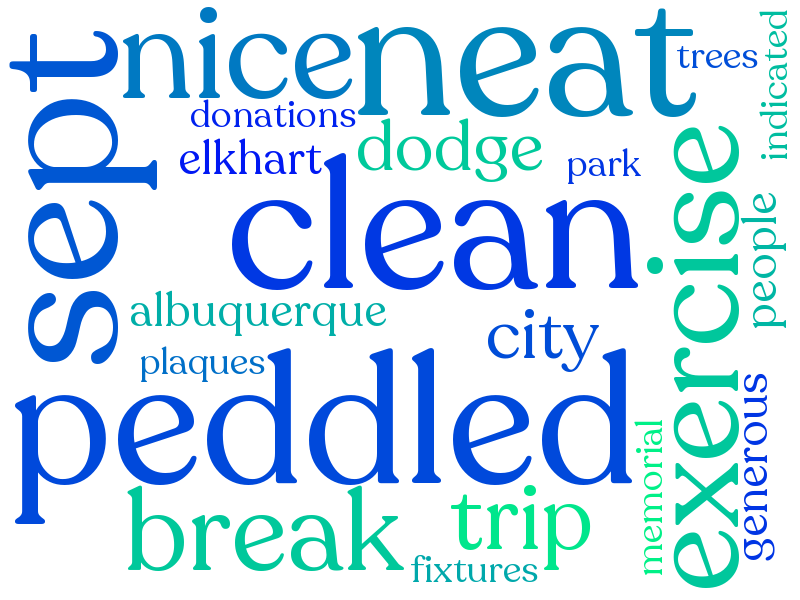 nice
neat
sept
trees
indicated
donations
elkhart
dodge
park
clean
exercise
people
albuquerque
city
plaques
peddled
generous
memorial
break
trip
fixtures